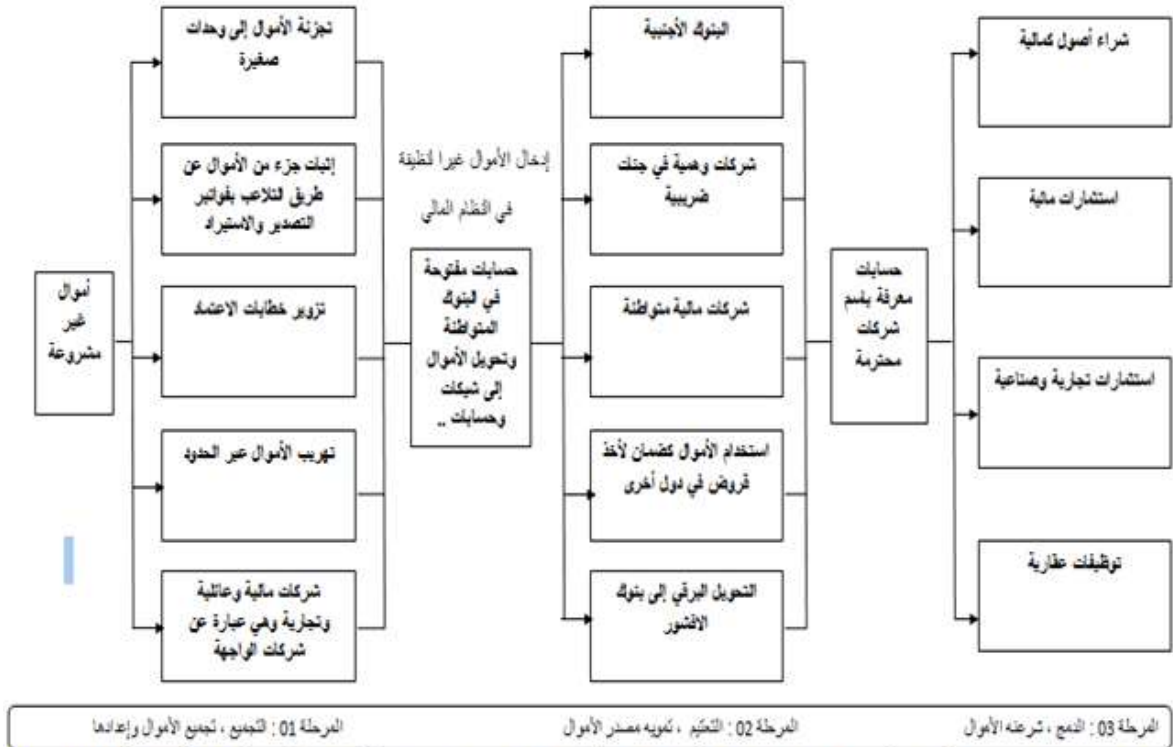 أموال
غير
مشروعة
تجزئة الأموال إلى وحدات
صغيرة
إثبات جزء من الأموال عن
طريق التلاعب بفواتير
التصدير والاستيراد
تزوير خطابات الاعتماد
تهريب الأموال عبر الحدود
شركات مالية وعائلية
وتجارية وهي عبارة عن
شركات الواجهة
إدخال الأموال غيرا لنظيفة
في النظام المالي
حسابات مفتوحة
في البنوك
المتواطئة
وتحويل الأموال
إلى شيكات
وحسابات ..
البنوك الأجنبية
شركات وهمية في جنات
ضريبية
شركات مالية متواطئة
استخدام الأموال كضمان لأخذ
قروض في دول أخرى
التحويل البرقي إلى بنوك
الافشور
حسابات
معرفة باسم
شركات
محترمة
شراء أصول كمالية
استثمارات مالية
استثمارات تجارية وصناعية
توظيفات عقارية
المرحلة 01 : التجميع ، تجميع الأموال وإعدادها
المرحلة 02 : التعتيم ، تمويه مصدر الأموال
المرحلة 03 : الدمج ، شرعنه الأموال